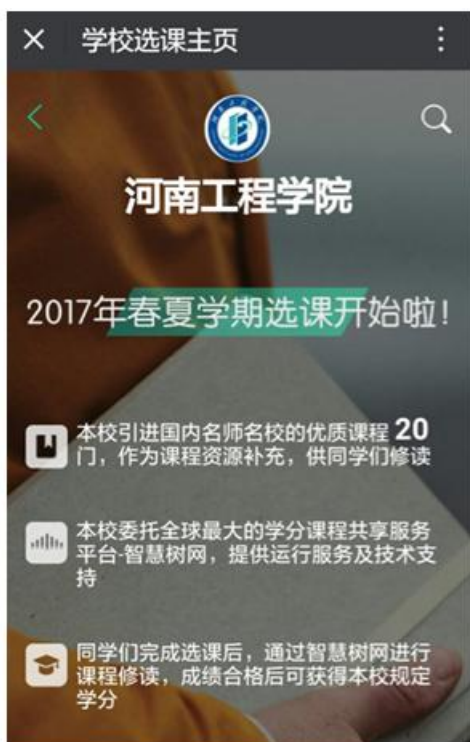 学校选课主页
河南工程学院
2017年春夏学期选课开始啦!
本校引进国内名师名校的优质课程 20
门，作为课程资源补充，供同学们修读
本校委托全球最大的学分课程共享服务
平台-智慧树网，提供运行服务及技术支
持
同学们完成选课后，通过智慧树网进行
课程修读，成绩合格后可获得本校规定
学分